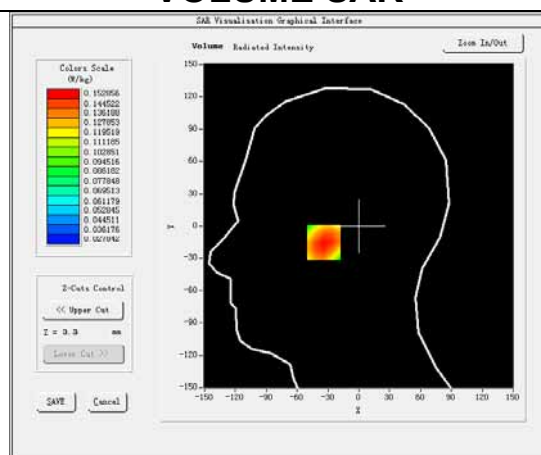 VOLUME SAR
SAR Visualisation Graphical Interface
Volume Radiated Intensity
Zoom In/Out
Colors Scale
(W/kg)
0.152856
0.144522
0.136188
0.127853
0.119519
0.111185
0.102851
0.094516
0.086182
0.077848
0.069513
0.061179
0.052845
0.044511
0.036176
0.027842
150
120
90
60
30
0
-30
-60
-90
-120
-150
Y
-150 -120 -90 -60 -30 0 30 60 90 120 150
X
Z-Cuts Control
<< Upper Cut
Z = 3.3 mm
Lower Cut >>
SAVE Cancel